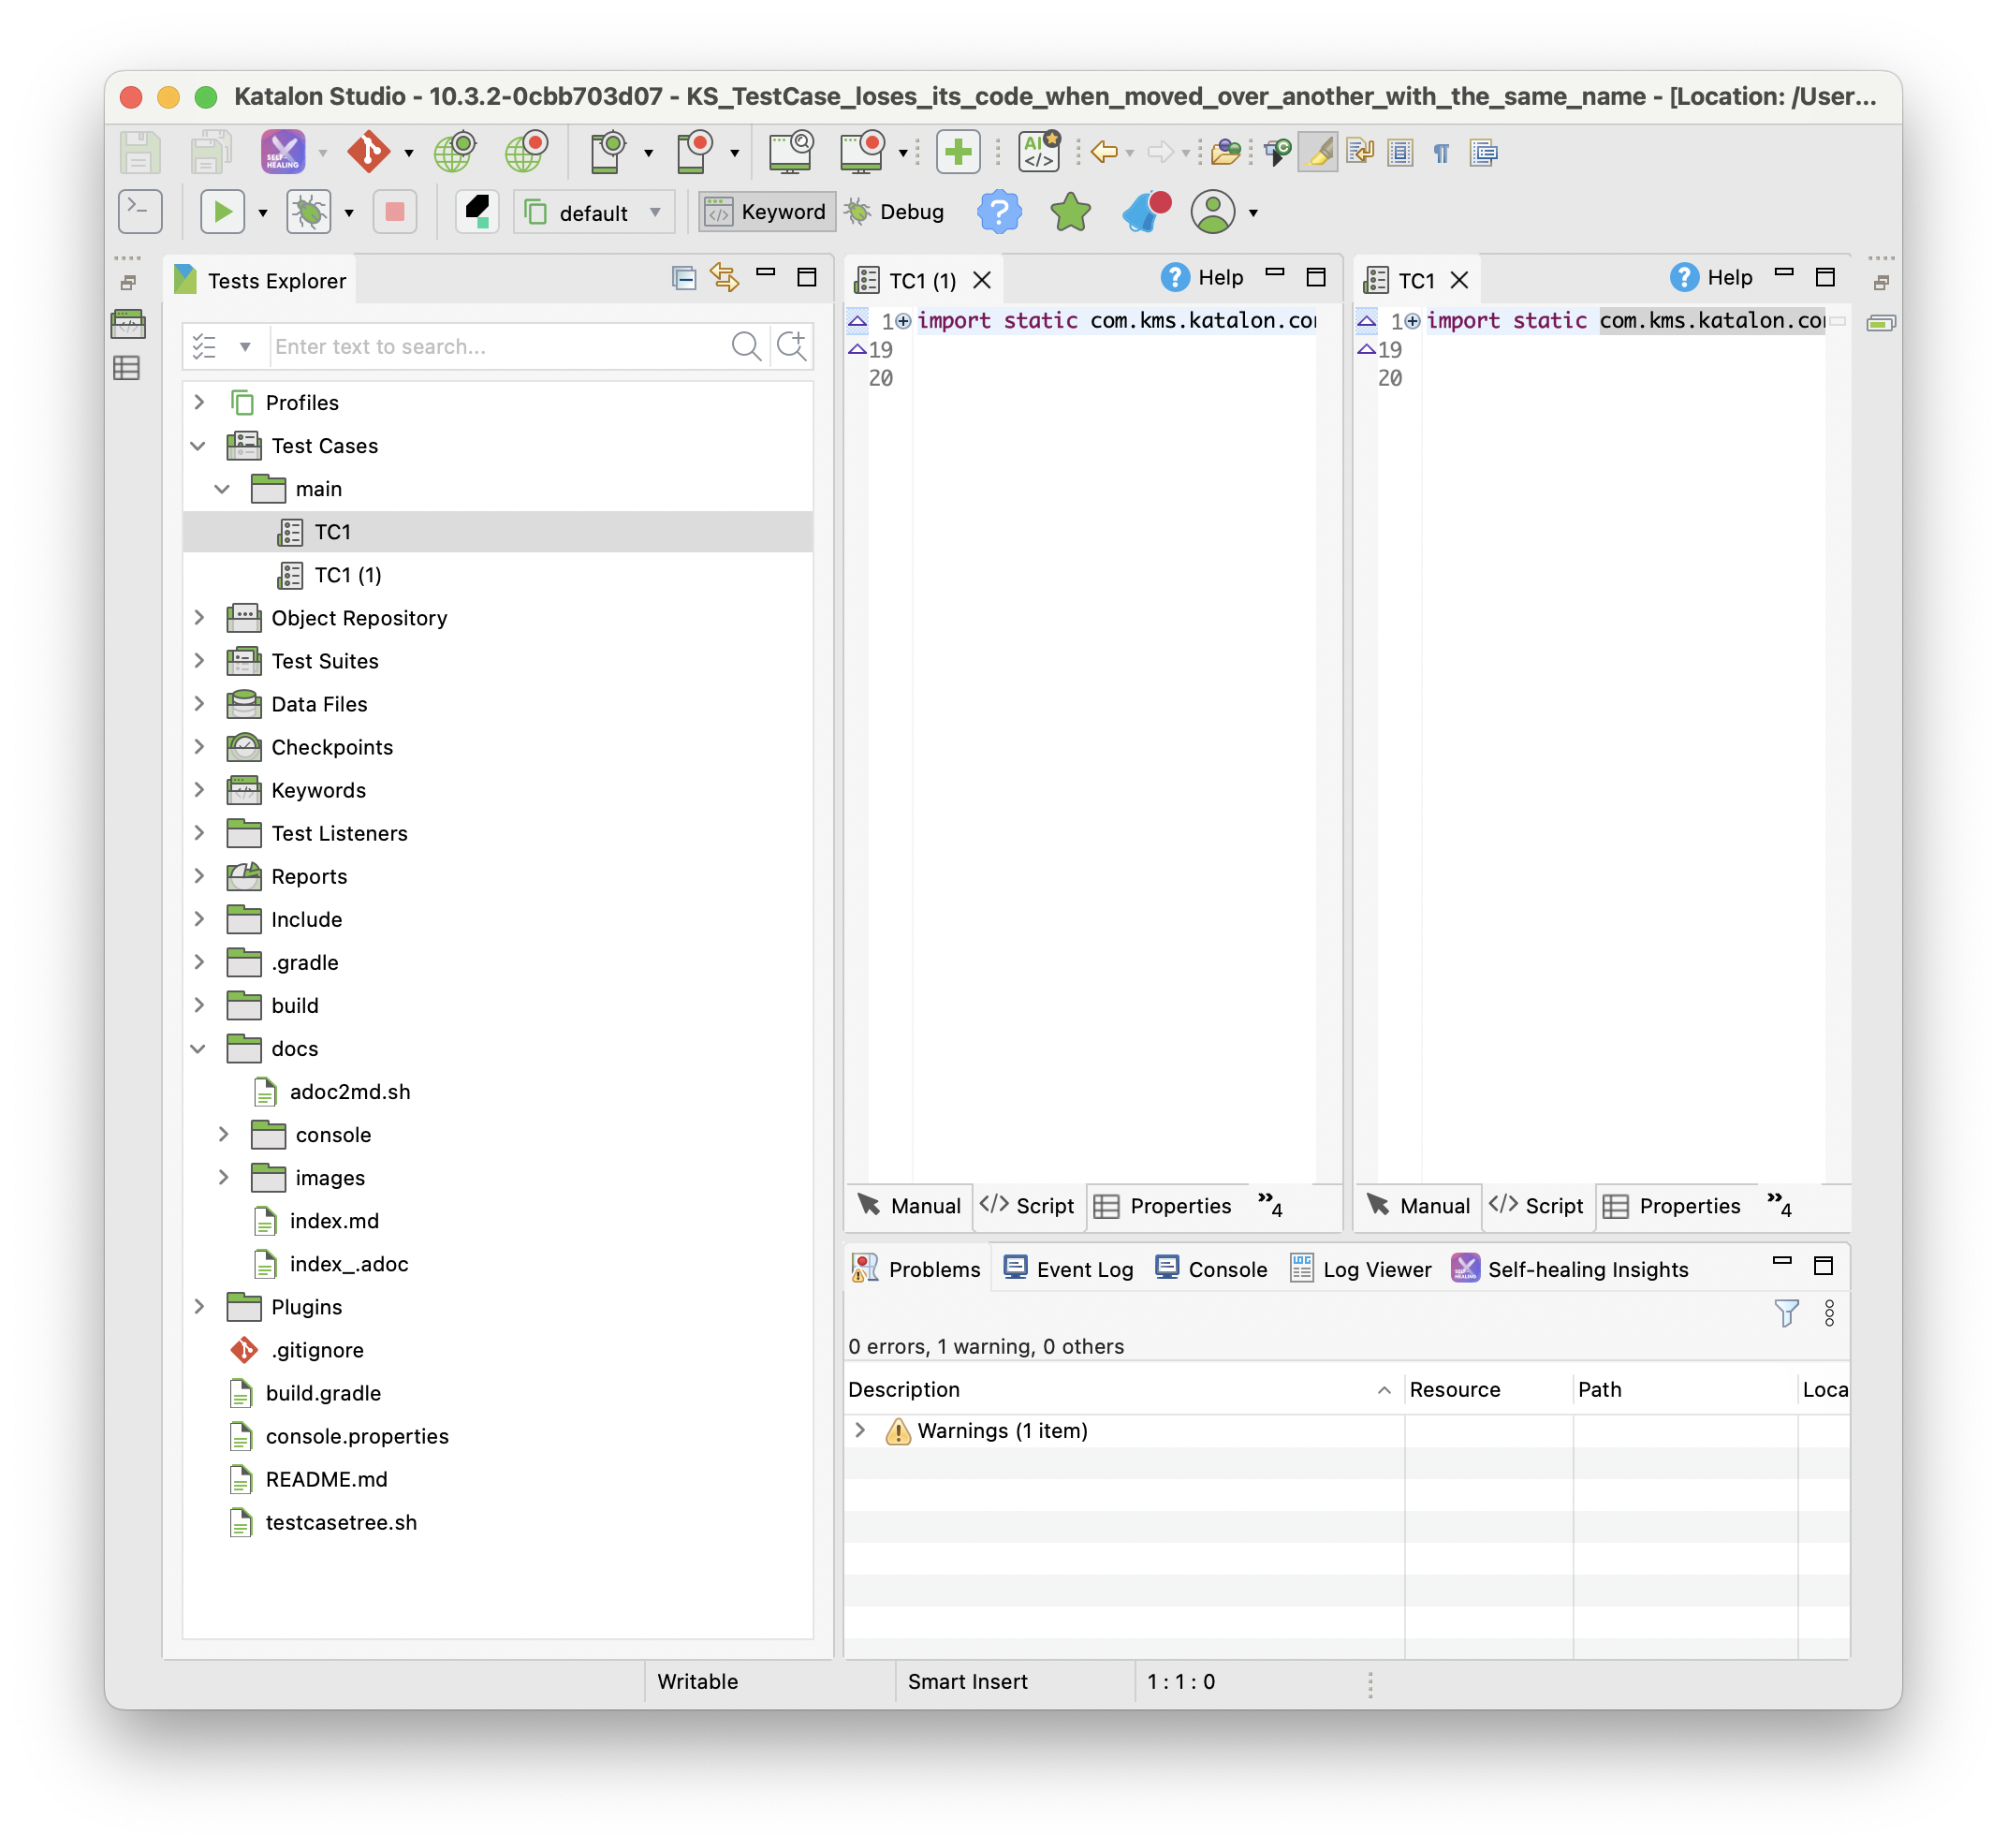 Katalon Studio - 10.3.2-0cbb703d07 - KS_TestCase_loses_its_code_when_moved_over_another_with_the_same_name - [Location: /User...
SELF-HEALING
AI
default
Keyword
Debug
Tests Explorer
Enter text to search...
Profiles
Test Cases
main
TC1
TC1 (1)
Object Repository
Test Suites
Data Files
Checkpoints
Keywords
Test Listeners
Reports
Include
.gradle
build
docs
adoc2md.sh
console
images
index.md
index_.adoc
Plugins
.gitignore
build.gradle
console.properties
README.md
testcasetree.sh
TC1 (1)
Help
1 import static com.kms.katalon.co
19
20
Manual
Script
Properties
4
TC1
Help
1 import static com.kms.katalon.co
19
20
Manual
Script
Properties
4
Problems
Event Log
Console
LOG
Log Viewer
Self-healing Insights
0 errors, 1 warning, 0 others
Description
Resource
Path
Loca
Warnings (1 item)
Writable
Smart Insert
1 : 1 : 0